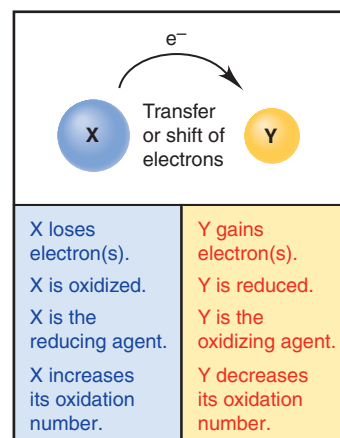 e⁻
X
Transfer
or shift of
electrons
Y
X loses
electron(s).
X is oxidized.
X is the
reducing agent.
X increases
its oxidation
number.
Y gains
electron(s).
Y is reduced.
Y is the
oxidizing agent.
Y decreases
its oxidation
number.